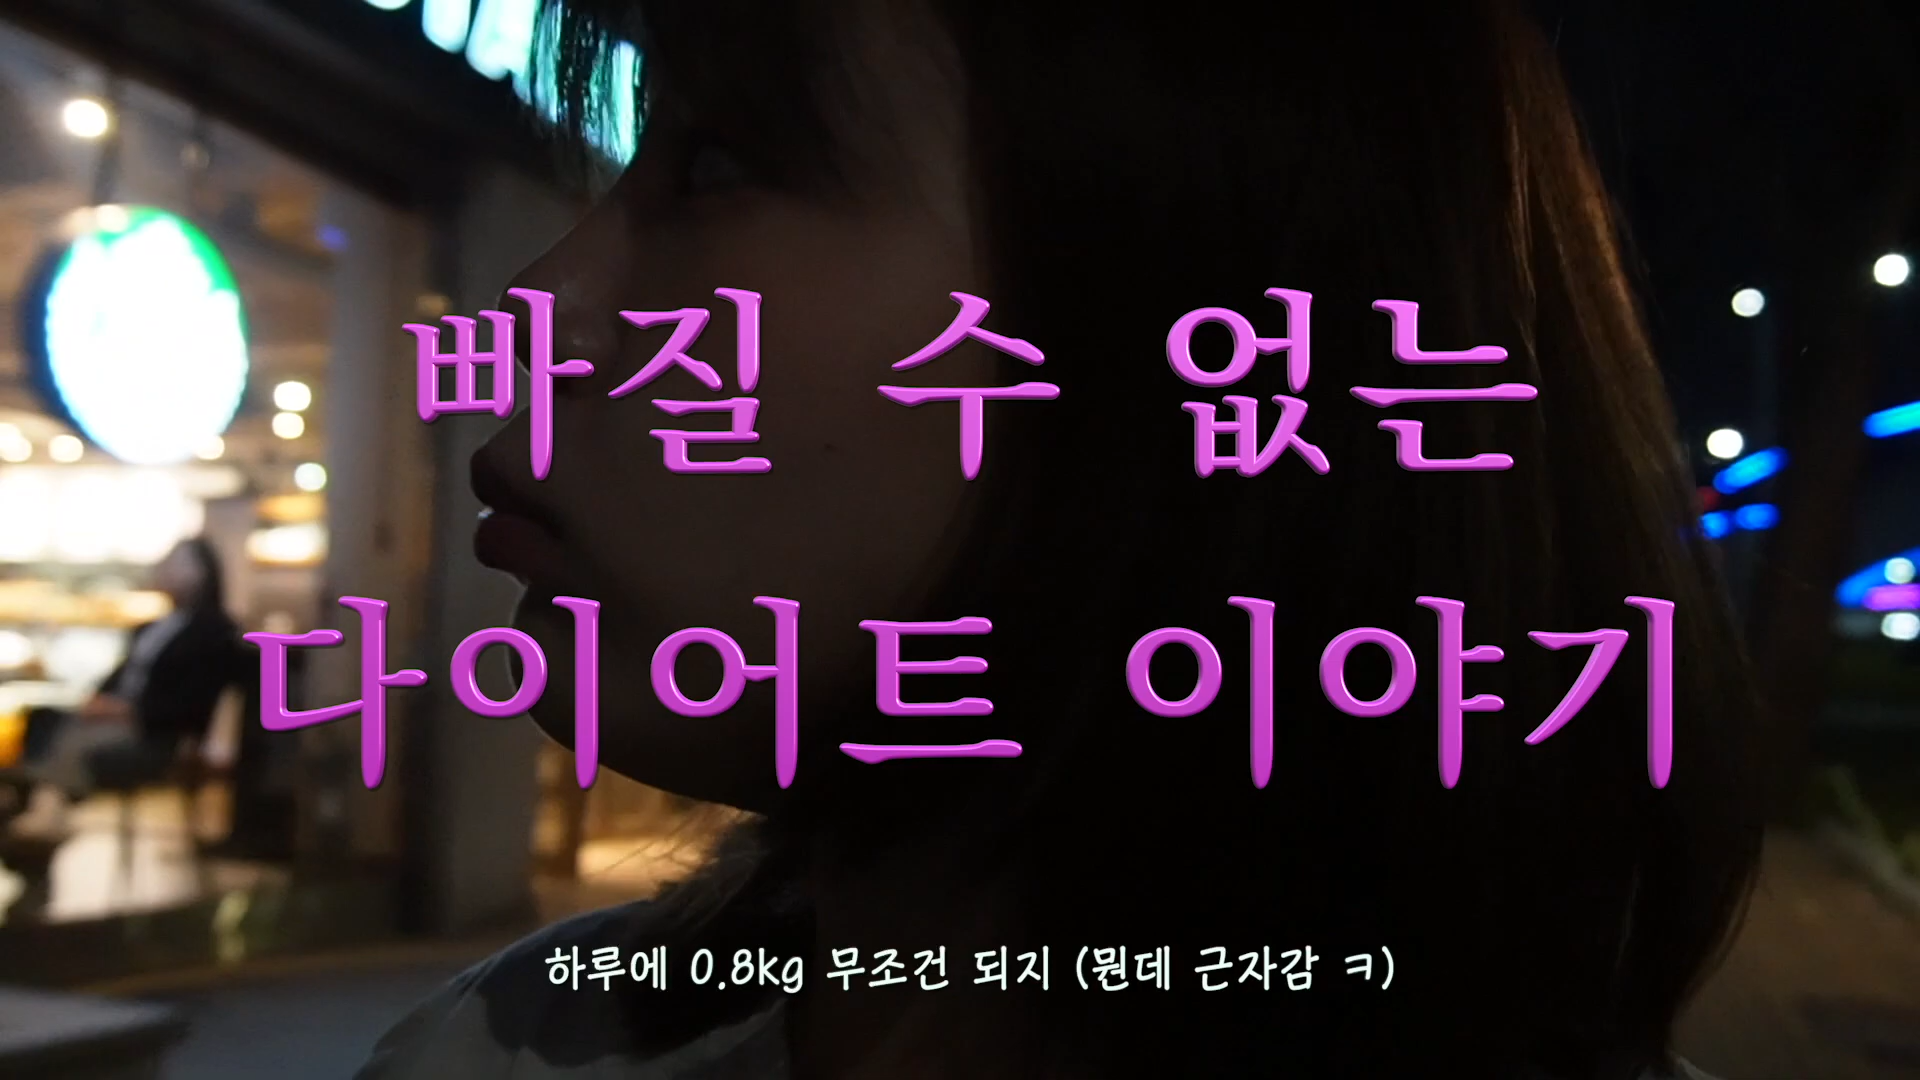 빠질 수 없는
다이어트 이야기
하루에 0.8kg 무조건 되지 (뭔데 근자감 ㅋ)